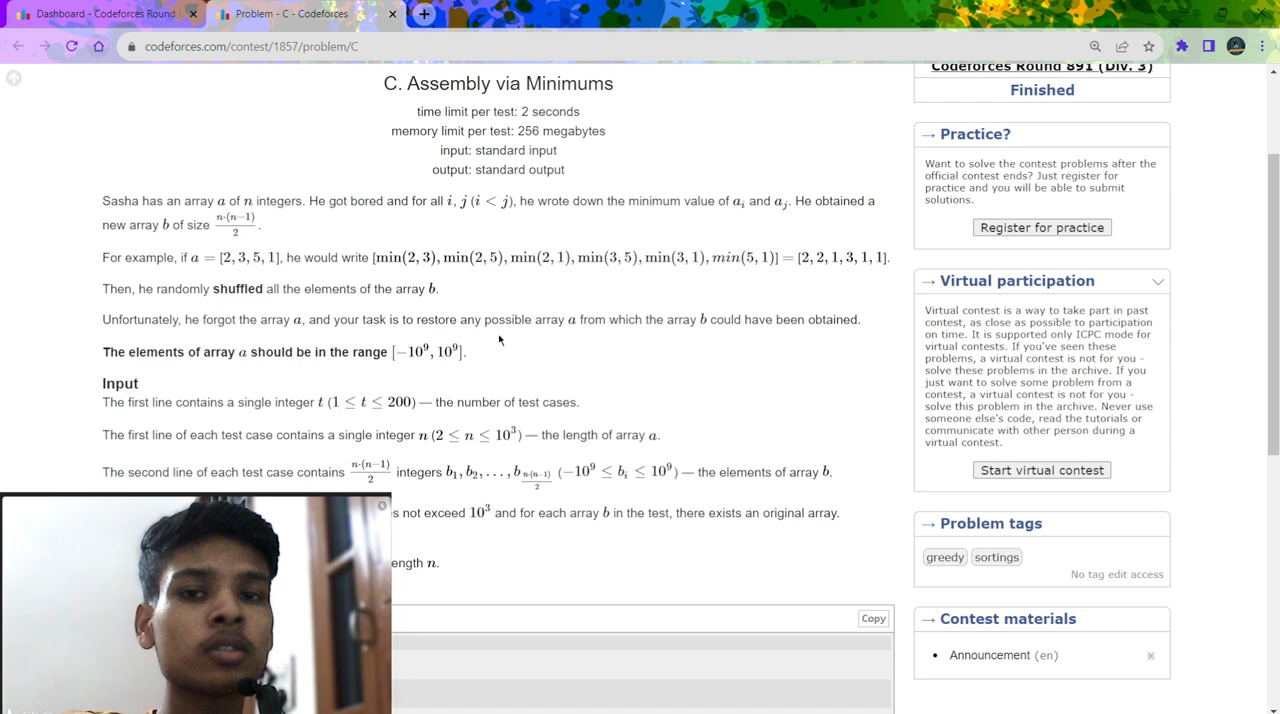 Dashboard - Codeforces Round
Problem - C - Codeforces
codeforces.com/contest/1857/problem/C
C. Assembly via Minimums
time limit per test: 2 seconds
memory limit per test: 256 megabytes
input: standard input
output: standard output
Sasha has an array a of n integers. He got bored and for all i, j (i < j), he wrote down the minimum value of a_i and a_j. He obtained a
new array b of size n·(n−1)/2.
For example, if a = [2, 3, 5, 1], he would write [min(2, 3), min(2, 5), min(2, 1), min(3, 5), min(3, 1), min(5, 1)] = [2, 2, 1, 3, 1, 1].
Then, he randomly shuffled all the elements of the array b.
Unfortunately, he forgot the array a, and your task is to restore any possible array a from which the array b could have been obtained.
The elements of array a should be in the range [−10⁹, 10⁹].
Input
The first line contains a single integer t (1 ≤ t ≤ 200) — the number of test cases.
The first line of each test case contains a single integer n (2 ≤ n ≤ 10³) — the length of array a.
The second line of each test case contains n·(n−1)/2 integers b₁, b₂, …, b_{n·(n−1)/2} (−10⁹ ≤ b_i ≤ 10⁹) — the elements of array b.
not exceed 10³ and for each array b in the test, there exists an original array.
ength n.
Copy
Codeforces Round 891 (Div. 3)
Finished
→ Practice?
Want to solve the contest problems after the
official contest ends? Just register for
practice and you will be able to submit
solutions.
Register for practice
→ Virtual participation
Virtual contest is a way to take part in past
contest, as close as possible to participation
on time. It is supported only ICPC mode for
virtual contests. If you've seen these
problems, a virtual contest is not for you -
solve these problems in the archive. If you
just want to solve some problem from a
contest, a virtual contest is not for you -
solve this problem in the archive. Never use
someone else's code, read the tutorials or
communicate with other person during a
virtual contest.
Start virtual contest
→ Problem tags
greedy sortings
No tag edit access
→ Contest materials
Announcement (en)